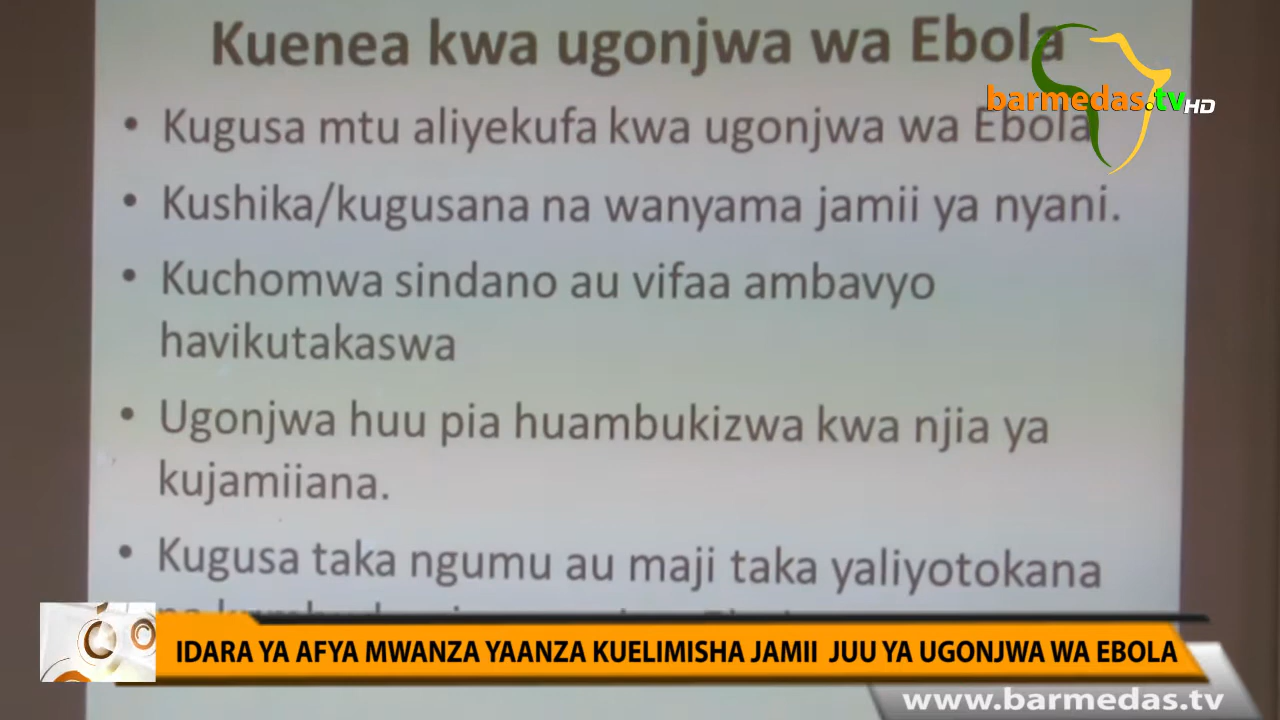 Kuenea kwa ugonjwa wa Ebola
barmedas.tv HD
• Kugusa mtu aliyekufa kwa ugonjwa wa Ebola
• Kushika/kugusana na wanyama jamii ya nyani.
• Kuchomwa sindano au vifaa ambavyo
havikutakaswa
• Ugonjwa huu pia huambukizwa kwa njia ya
kujamiiana.
• Kugusa taka ngumu au maji taka yaliyotokana
IDARA YA AFYA MWANZA YAANZA KUELIMISHA JAMII JUU YA UGONJWA WA EBOLA
www.barmedas.tv